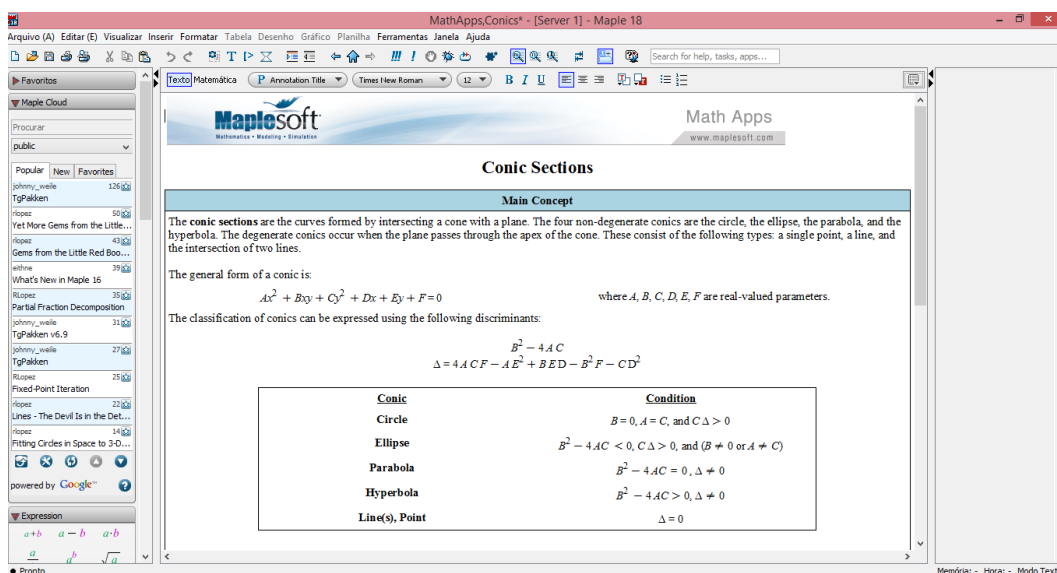 MathApps,Conics* - [Server 1] - Maple 18
Arquivo (A) Editar (E) Visualizar Inserir Formatar Tabela Desenho Gráfico Planilha Ferramentas Janela Ajuda
Search for help, tasks, apps...
Favoritos
Texto Matemática P Annotation Title Times New Roman 12 B I U
Maple Cloud
Procurar
public
Popular New Favorites
johnny_weile 126
TgPakken
rlopez 50
Yet More Gems from the Little...
rlopez 43
Gems from the Little Red Boo...
eithne 39
What's New in Maple 16
RLopez 35
Partial Fraction Decomposition
johnny_weile 31
TgPakken v6.9
johnny_weile 27
TgPakken
RLopez 25
Fixed-Point Iteration
rlopez 22
Lines - The Devil Is in the Det...
rlopez 14
Fitting Circles in Space to 3-D...
powered by Google™
Expression
a+b a − b a·b
a a^b √a
Pronto
Maplesoft
Mathematics • Modeling • Simulation
Math Apps
www.maplesoft.com
Conic Sections
Main Concept
The conic sections are the curves formed by intersecting a cone with a plane. The four non-degenerate conics are the circle, the ellipse, the parabola, and the
hyperbola. The degenerate conics occur when the plane passes through the apex of the cone. These consist of the following types: a single point, a line, and
the intersection of two lines.
The general form of a conic is:
Ax² + Bxy + Cy² + Dx + Ey + F = 0 where A, B, C, D, E, F are real-valued parameters.
The classification of conics can be expressed using the following discriminants:
B² − 4 A C
Δ = 4 A C F − A E² + B E D − B² F − C D²
Conic Condition
Circle B = 0, A = C, and C Δ > 0
Ellipse B² − 4 AC < 0, C Δ > 0, and (B ≠ 0 or A ≠ C)
Parabola B² − 4 AC = 0 , Δ ≠ 0
Hyperbola B² − 4 AC > 0, Δ ≠ 0
Line(s), Point Δ = 0
Memória: - Hora: - Modo Text